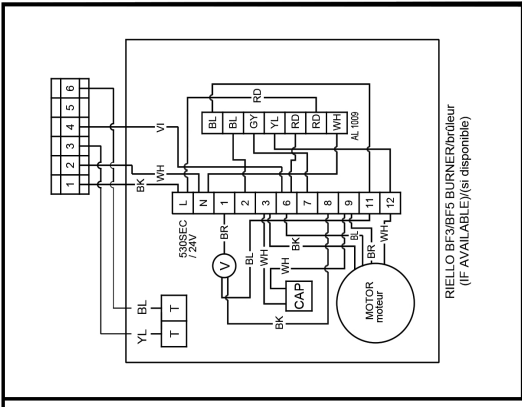 1 2 3 4 5 6
YL BL
T T
BK
WH
VI
530SEC
/ 24V
L
N
1
2
3
6
7
8
9
11
12
BL
BL
GY
YL
RD
RD
WH
AL 1009
BL
RD
BR
V
BL
BK
WH
WH
CAP
WH
BK
BL
BR
WH
MOTOR
moteur
RIELLO BF3/BF5 BURNER/brûleur
(IF AVAILABLE)/(si disponible)